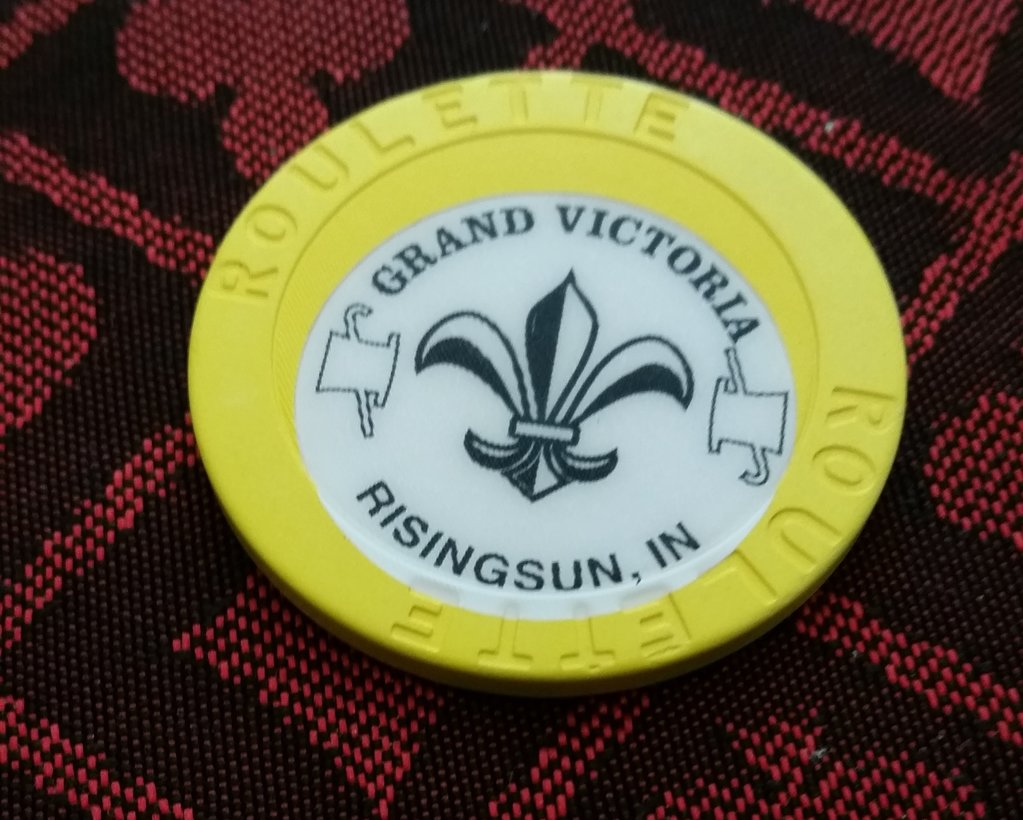 ROULETTE
GRAND VICTORIA
RISINGSUN, IN
ROULETTE